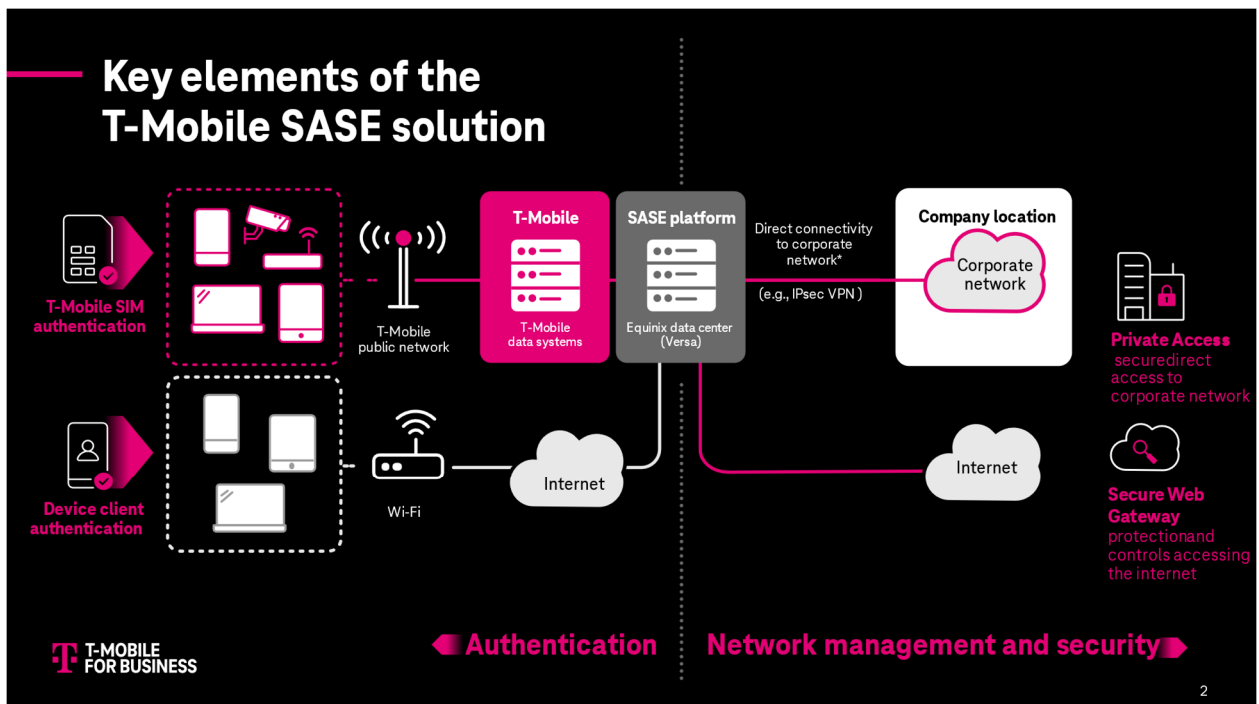 Key elements of the
T-Mobile SASE solution
T-Mobile SIM
authentication
T-Mobile
public network
T-Mobile
T-Mobile
data systems
SASE platform
Equinix data center
(Versa)
Direct connectivity
to corporate
network*
(e.g., IPsec VPN )
Company location
Corporate
network
Private Access
securedirect
access to
corporate network
Device client
authentication
Wi-Fi
Internet
Internet
Secure Web
Gateway
protectionand
controls accessing
the internet
Authentication
Network management and security
T T-MOBILE
FOR BUSINESS
2